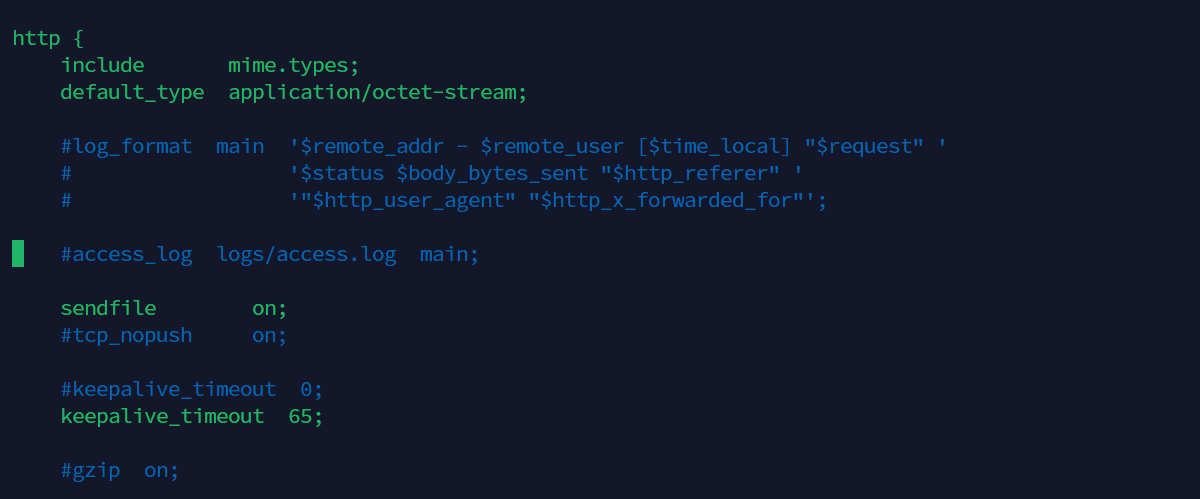 http {
    include       mime.types;
    default_type  application/octet-stream;

    #log_format  main  '$remote_addr - $remote_user [$time_local] "$request" '
    #                  '$status $body_bytes_sent "$http_referer" '
    #                  '"$http_user_agent" "$http_x_forwarded_for"';

    #access_log  logs/access.log  main;

    sendfile        on;
    #tcp_nopush     on;

    #keepalive_timeout  0;
    keepalive_timeout  65;

    #gzip  on;